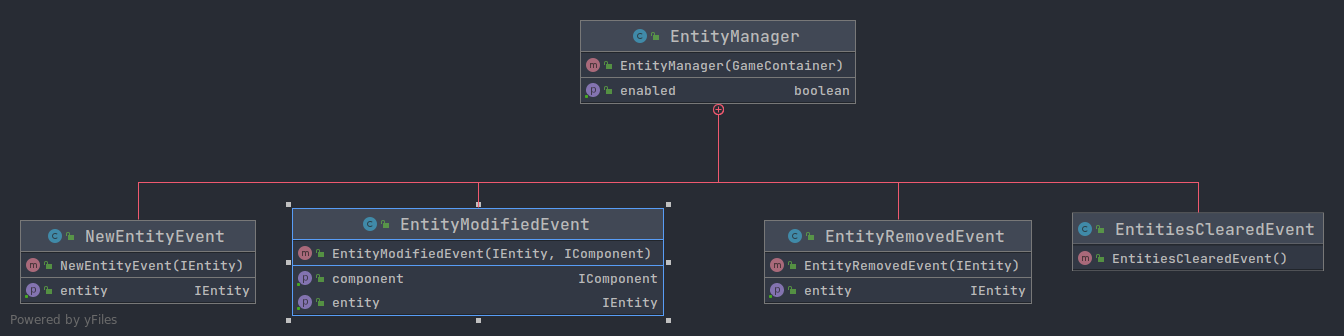 EntityManager
EntityManager(GameContainer)
enabled boolean
NewEntityEvent
NewEntityEvent(IEntity)
entity IEntity
EntityModifiedEvent
EntityModifiedEvent(IEntity, IComponent)
component IComponent
entity IEntity
EntityRemovedEvent
EntityRemovedEvent(IEntity)
entity IEntity
EntitiesClearedEvent
EntitiesClearedEvent()
Powered by yFiles